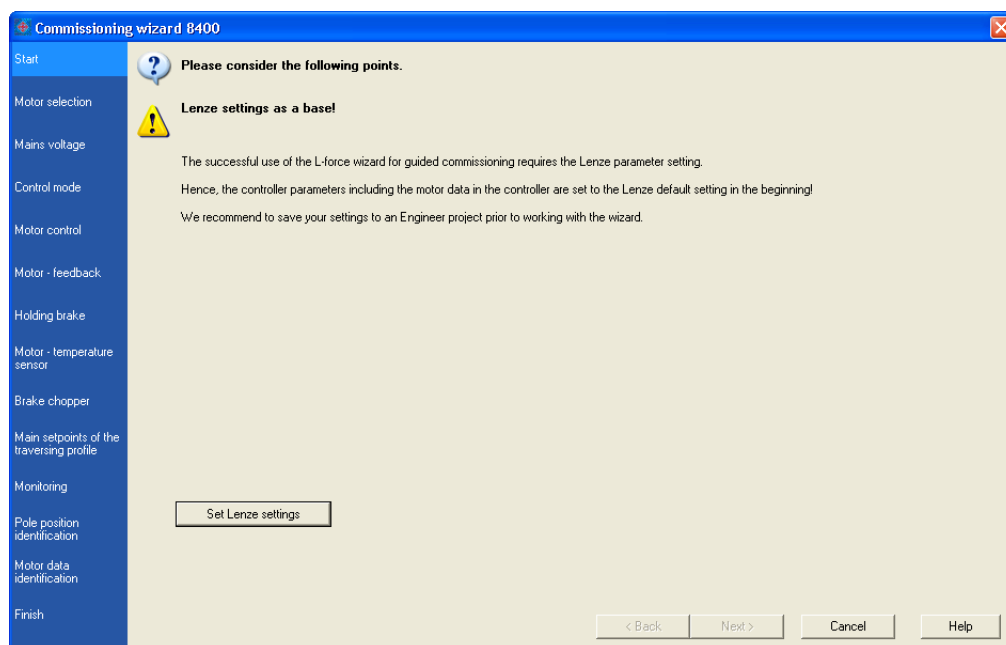 Commissioning wizard 8400
Start
Motor selection
Mains voltage
Control mode
Motor control
Motor - feedback
Holding brake
Motor - temperature
sensor
Brake chopper
Main setpoints of the
traversing profile
Monitoring
Pole position
identification
Motor data
identification
Finish
Please consider the following points.
Lenze settings as a base!
The successful use of the L-force wizard for guided commissioning requires the Lenze parameter setting.
Hence, the controller parameters including the motor data in the controller are set to the Lenze default setting in the beginning!
We recommend to save your settings to an Engineer project prior to working with the wizard.
Set Lenze settings
< Back
Next >
Cancel
Help